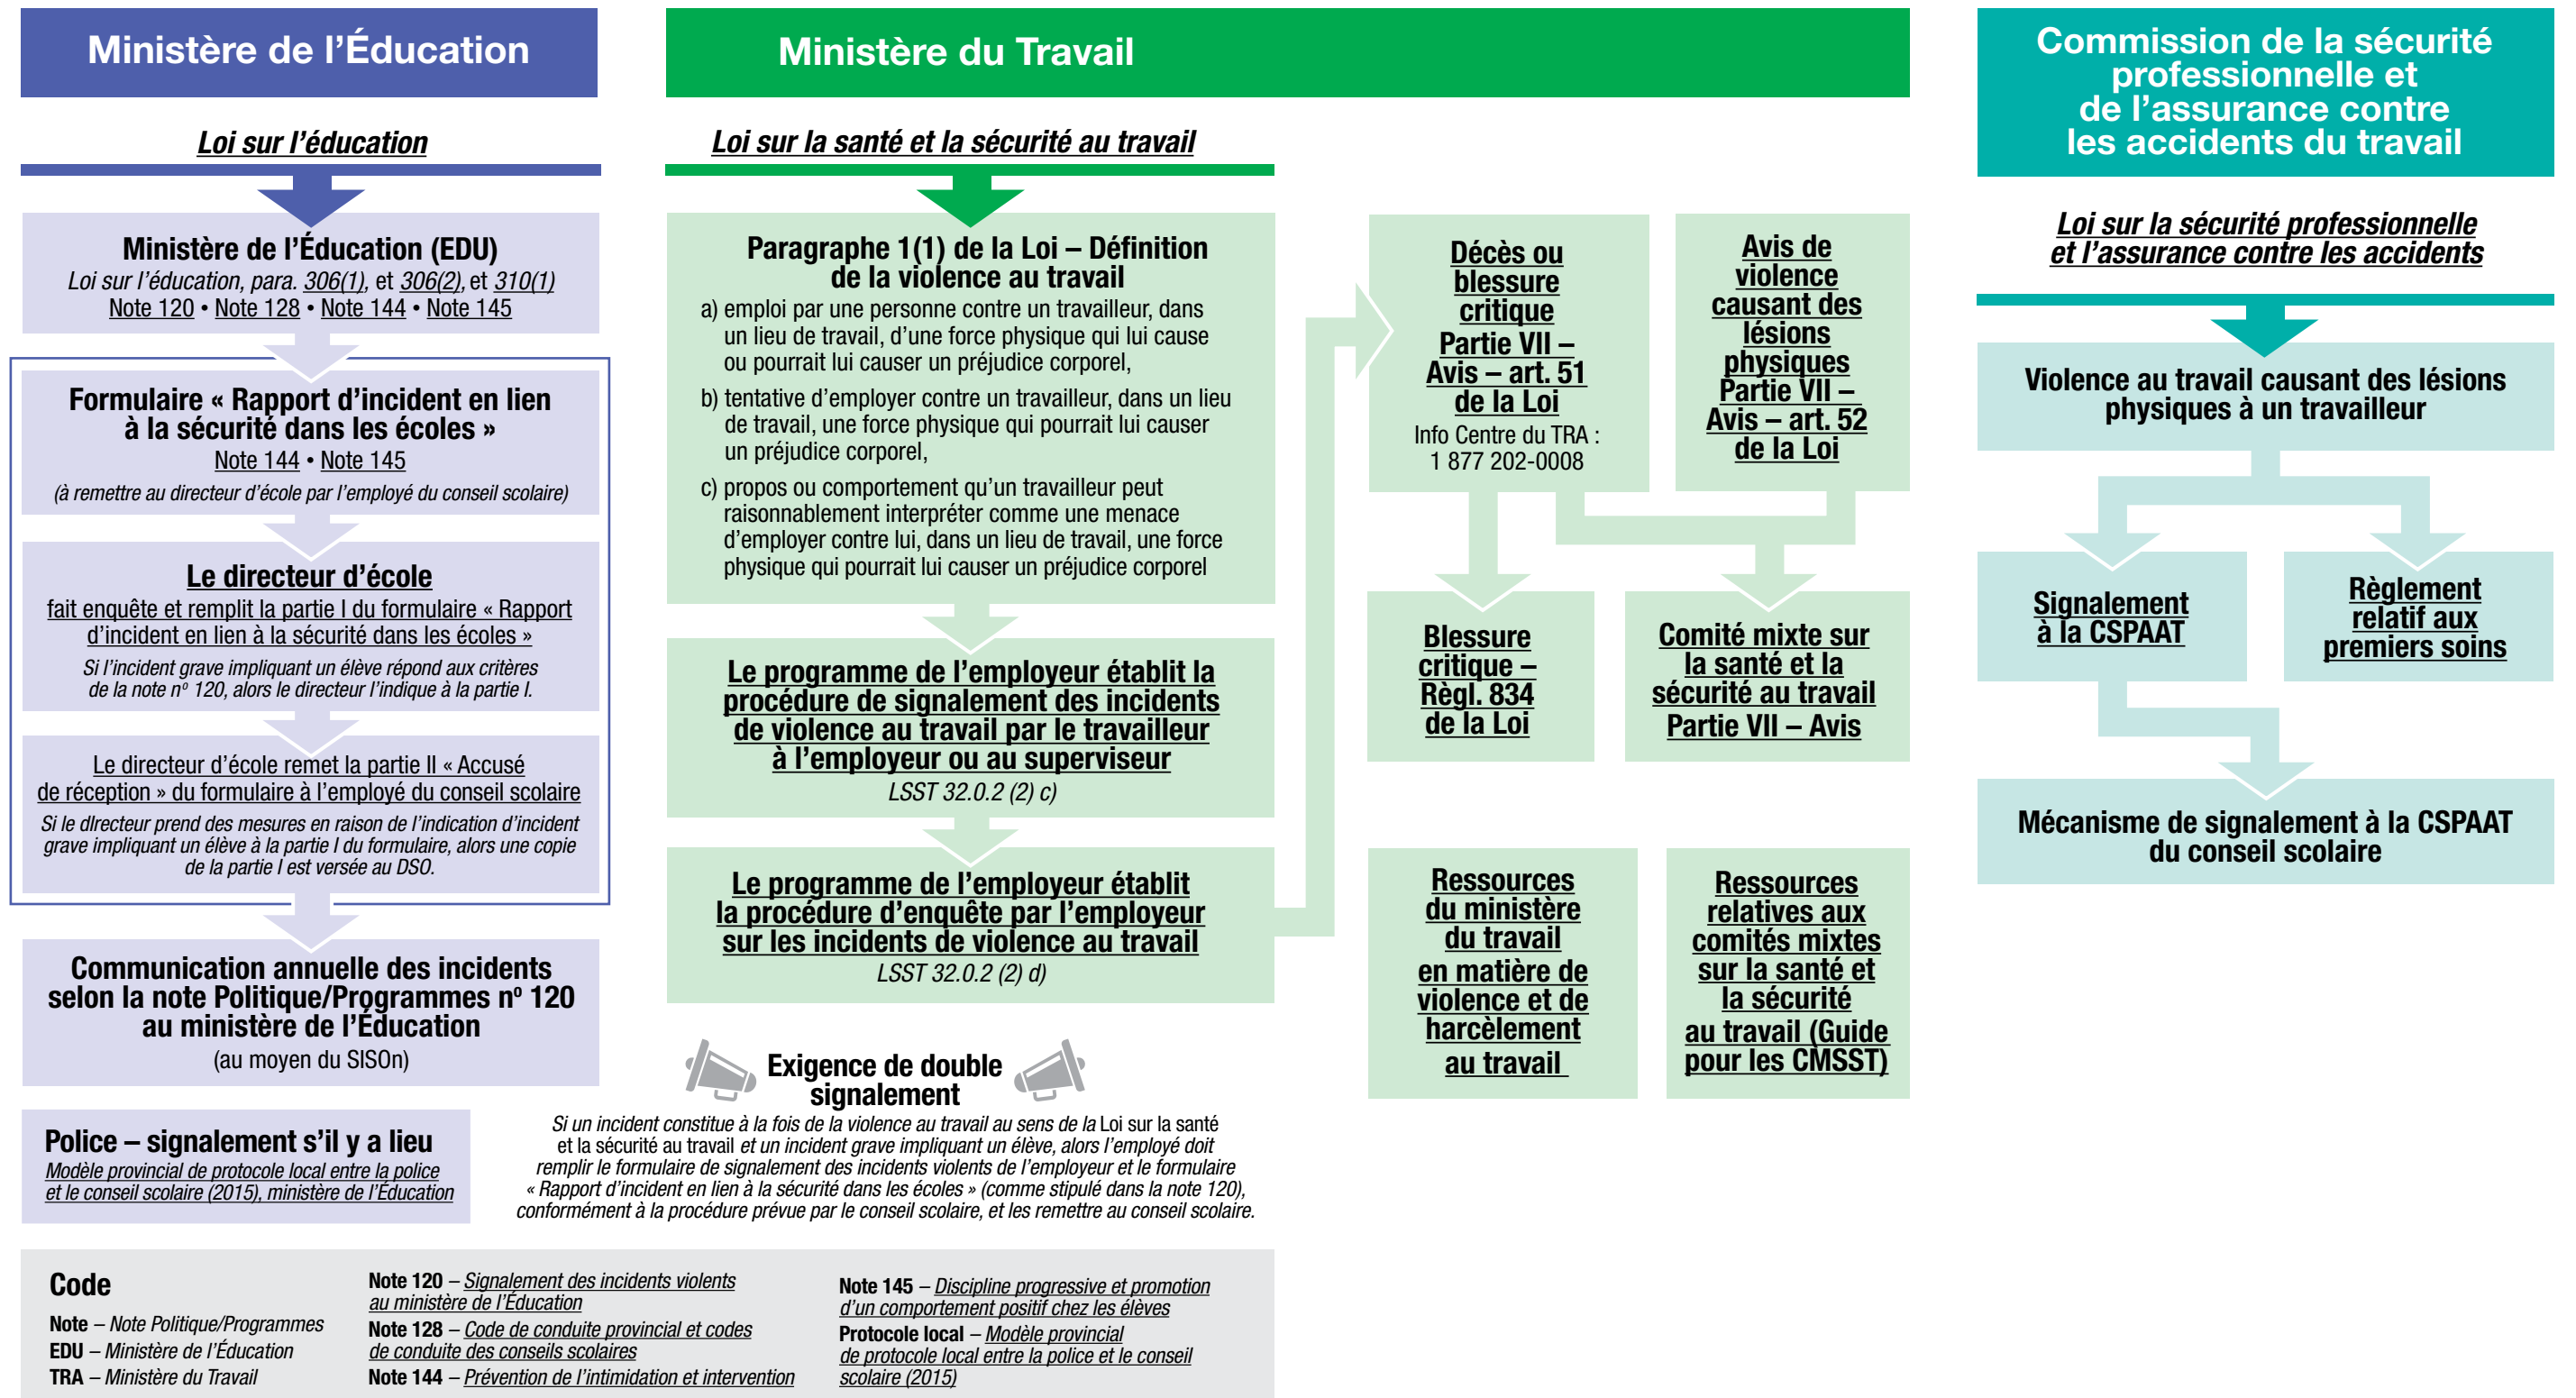 Ministère de l’Éducation
Loi sur l’éducation
Ministère de l’Éducation (EDU)
Loi sur l’éducation, para. 306(1), et 306(2), et 310(1)
Note 120 • Note 128 • Note 144 • Note 145
Formulaire « Rapport d’incident en lien
à la sécurité dans les écoles »
Note 144 • Note 145
(à remettre au directeur d’école par l’employé du conseil scolaire)
Le directeur d’école
fait enquête et remplit la partie I du formulaire « Rapport
d’incident en lien à la sécurité dans les écoles »
Si l’incident grave impliquant un élève répond aux critères
de la note nº 120, alors le directeur l’indique à la partie I.
Le directeur d’école remet la partie II « Accusé
de réception » du formulaire à l’employé du conseil scolaire
Si le dIrecteur prend des mesures en raison de l’indication d’incident
grave impliquant un élève à la partie I du formulaire, alors une copie
de la partie I est versée au DSO.
Communication annuelle des incidents
selon la note Politique/Programmes nº 120
au ministère de l’Éducation
(au moyen du SISOn)
Police – signalement s’il y a lieu
Modèle provincial de protocole local entre la police
et le conseil scolaire (2015), ministère de l’Éducation
Ministère du Travail
Loi sur la santé et la sécurité au travail
Paragraphe 1(1) de la Loi – Définition
de la violence au travail
a) emploi par une personne contre un travailleur, dans
un lieu de travail, d’une force physique qui lui cause
ou pourrait lui causer un préjudice corporel,
b) tentative d’employer contre un travailleur, dans un lieu
de travail, une force physique qui pourrait lui causer
un préjudice corporel,
c) propos ou comportement qu’un travailleur peut
raisonnablement interpréter comme une menace
d’employer contre lui, dans un lieu de travail, une force
physique qui pourrait lui causer un préjudice corporel
Le programme de l’employeur établit la
procédure de signalement des incidents
de violence au travail par le travailleur
à l’employeur ou au superviseur
LSST 32.0.2 (2) c)
Le programme de l’employeur établit
la procédure d’enquête par l’employeur
sur les incidents de violence au travail
LSST 32.0.2 (2) d)
Exigence de double
signalement
Si un incident constitue à la fois de la violence au travail au sens de la Loi sur la santé
et la sécurité au travail et un incident grave impliquant un élève, alors l’employé doit
remplir le formulaire de signalement des incidents violents de l’employeur et le formulaire
« Rapport d’incident en lien à la sécurité dans les écoles » (comme stipulé dans la note 120),
conformément à la procédure prévue par le conseil scolaire, et les remettre au conseil scolaire.
Décès ou
blessure
critique
Partie VII –
Avis – art. 51
de la Loi
Info Centre du TRA :
1 877 202-0008
Avis de
violence
causant des
lésions
physiques
Partie VII –
Avis – art. 52
de la Loi
Blessure
critique –
Règl. 834
de la Loi
Comité mixte sur
la santé et la
sécurité au travail
Partie VII – Avis
Ressources
du ministère
du travail
en matière de
violence et de
harcèlement
au travail
Ressources
relatives aux
comités mixtes
sur la santé et
la sécurité
au travail (Guide
pour les CMSST)
Commission de la sécurité
professionnelle et
de l’assurance contre
les accidents du travail
Loi sur la sécurité professionnelle
et l’assurance contre les accidents
Violence au travail causant des lésions
physiques à un travailleur
Signalement
à la CSPAAT
Règlement
relatif aux
premiers soins
Mécanisme de signalement à la CSPAAT
du conseil scolaire
Code
Note – Note Politique/Programmes
EDU – Ministère de l’Éducation
TRA – Ministère du Travail
Note 120 – Signalement des incidents violents
au ministère de l’Éducation
Note 128 – Code de conduite provincial et codes
de conduite des conseils scolaires
Note 144 – Prévention de l’intimidation et intervention
Note 145 – Discipline progressive et promotion
d’un comportement positif chez les élèves
Protocole local – Modèle provincial
de protocole local entre la police et le conseil
scolaire (2015)